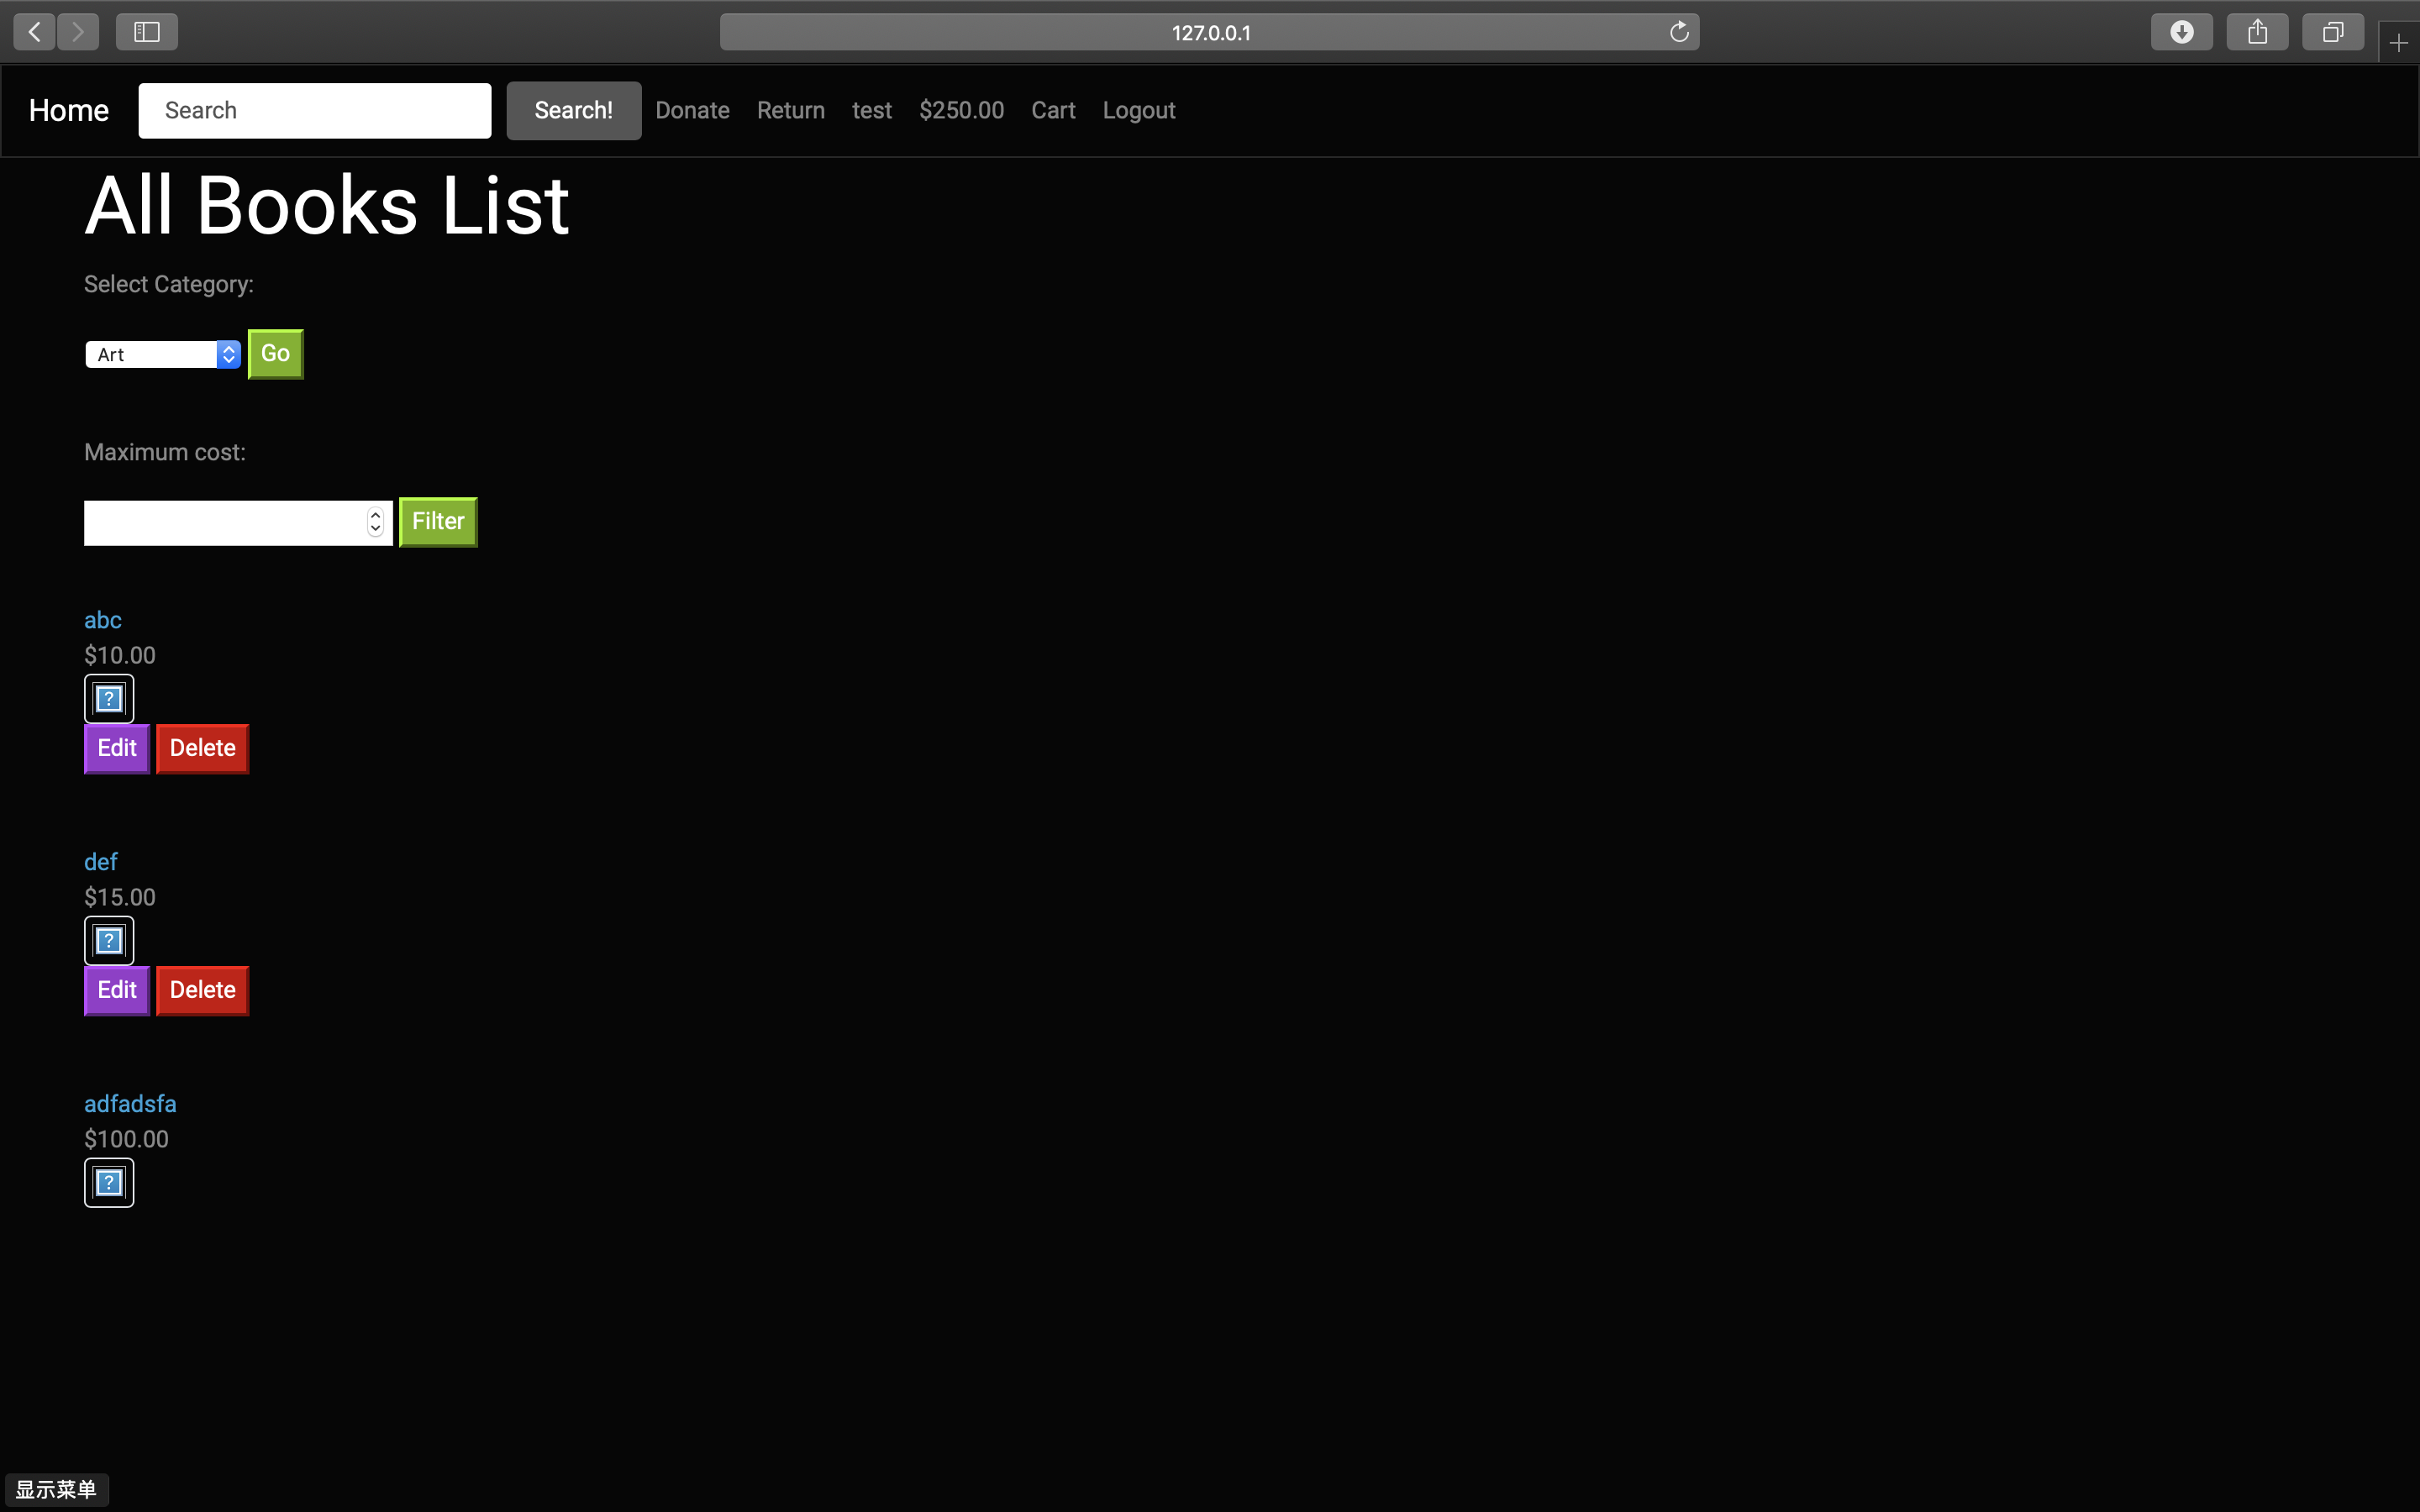 127.0.0.1
Home Search Search! Donate Return test $250.00 Cart Logout
All Books List
Select Category:
Art Go
Maximum cost:
Filter
abc
$10.00
?
Edit Delete
def
$15.00
?
Edit Delete
adfadsfa
$100.00
?
显示菜单